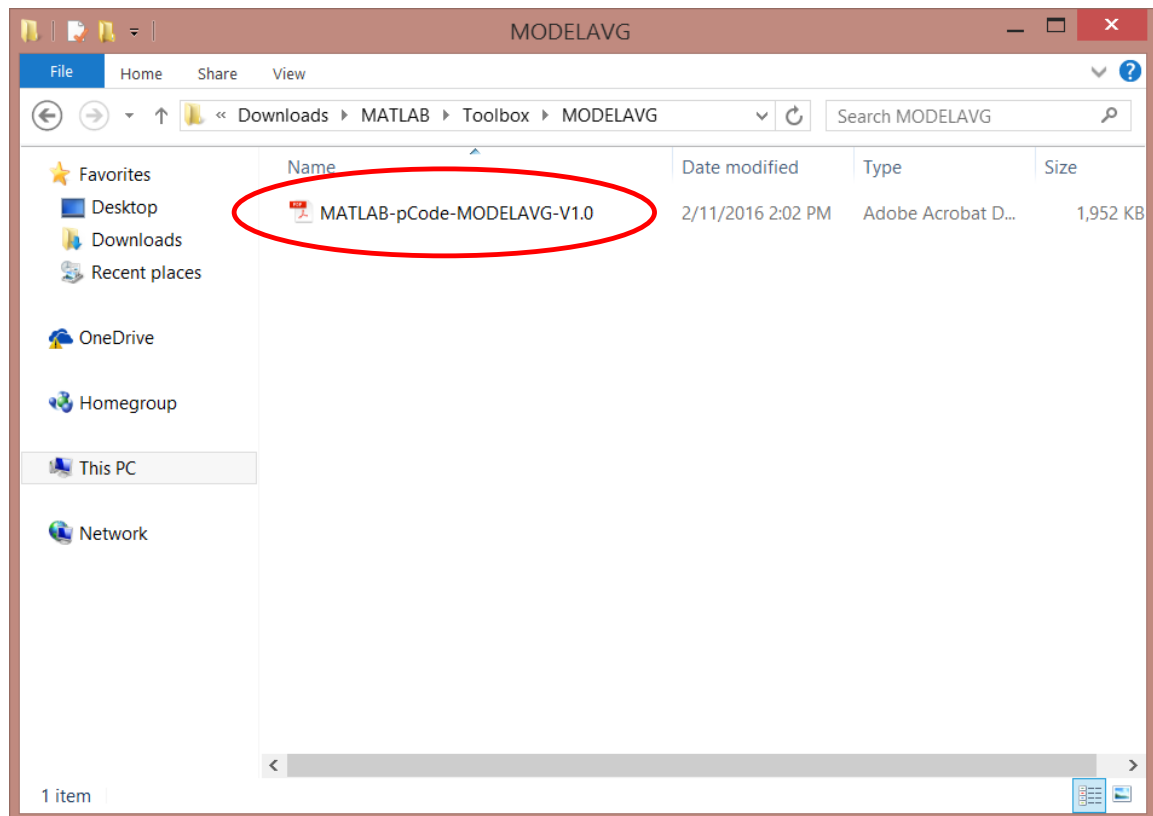 MODELAVG
File Home Share View
« Downloads MATLAB Toolbox MODELAVG Search MODELAVG
Name Date modified Type Size
MATLAB-pCode-MODELAVG-V1.0 2/11/2016 2:02 PM Adobe Acrobat D... 1,952 KB
Favorites
Desktop
Downloads
Recent places
OneDrive
Homegroup
This PC
Network
1 item